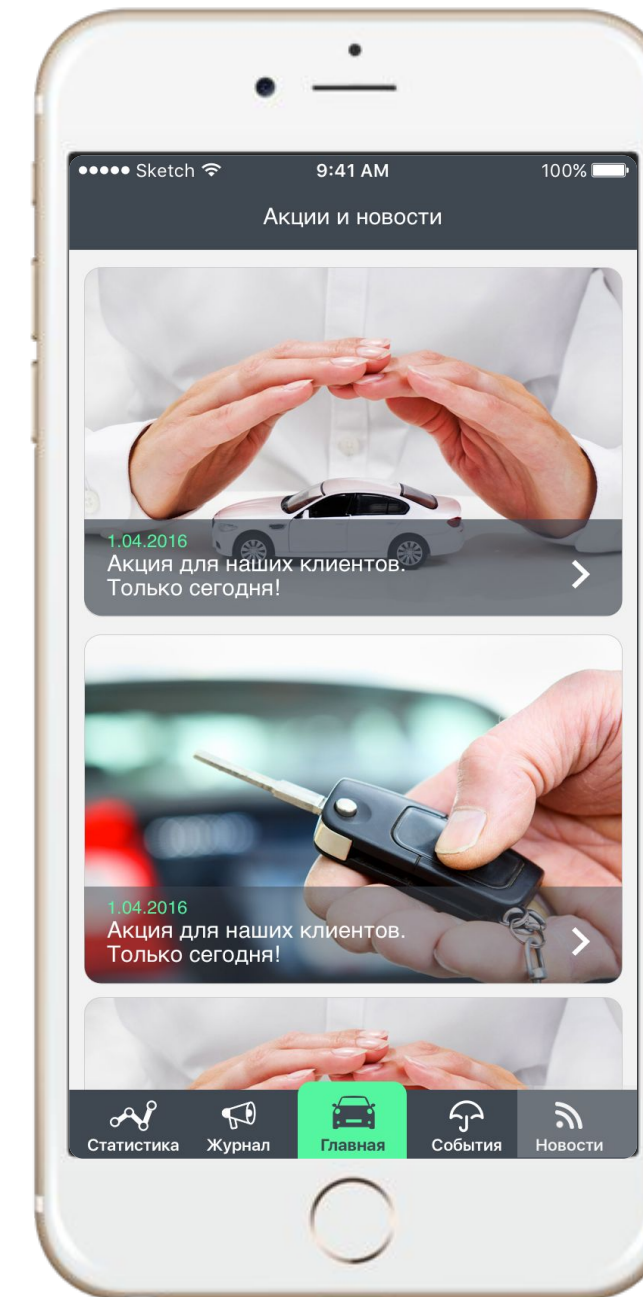 Sketch 9:41 AM 100%
Акции и новости
1.04.2016
Акция для наших клиентов.
Только сегодня!
1.04.2016
Акция для наших клиентов.
Только сегодня!
Статистика Журнал Главная События Новости